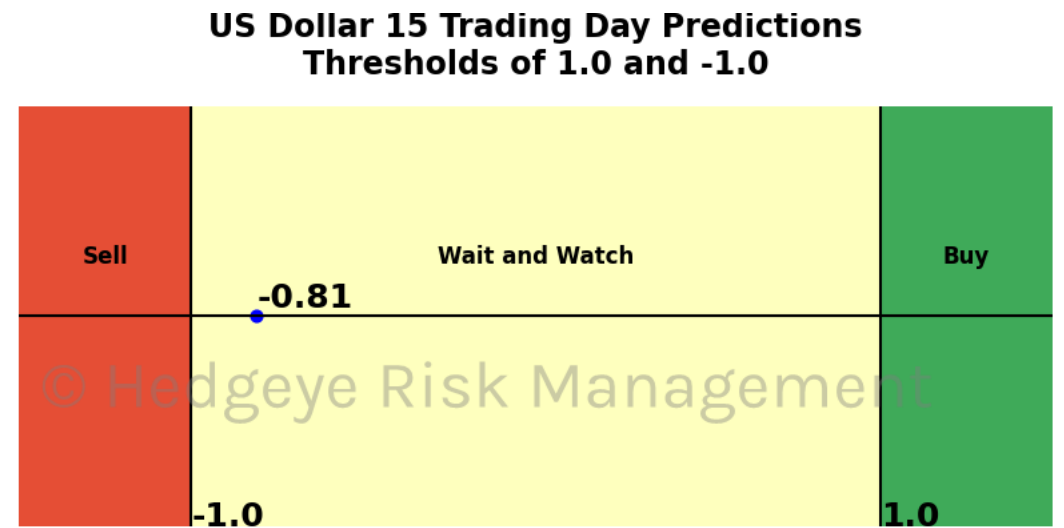 US Dollar 15 Trading Day Predictions
Thresholds of 1.0 and -1.0
Sell
Wait and Watch
Buy
-0.81
© Hedgeye Risk Management
-1.0
1.0